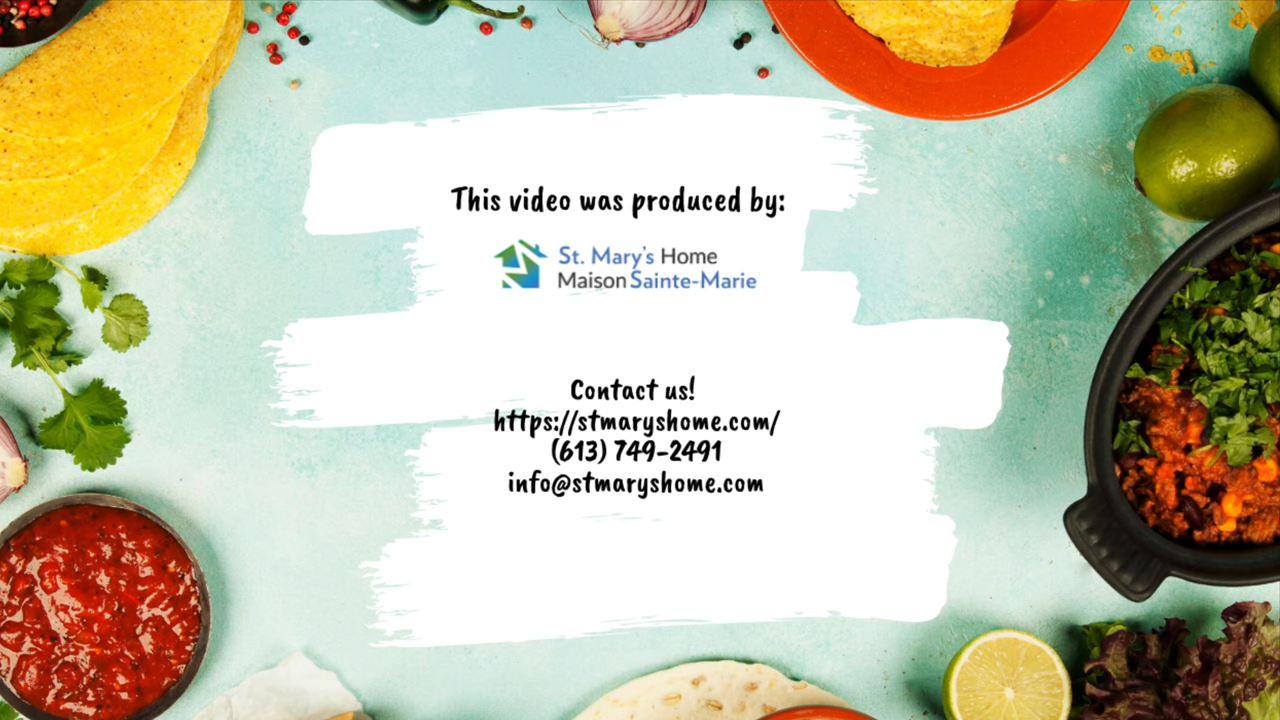 This video was produced by:
St. Mary's Home
Maison Sainte-Marie
Contact us!
https://stmaryshome.com/
(613) 749-2491
info@stmaryshome.com